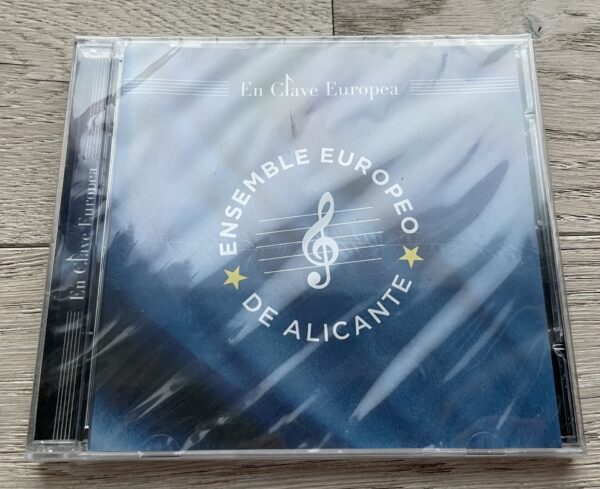 En Clave Europea
ENSEMBLE EUROPEO
DE ALICANTE
En Clave Europea